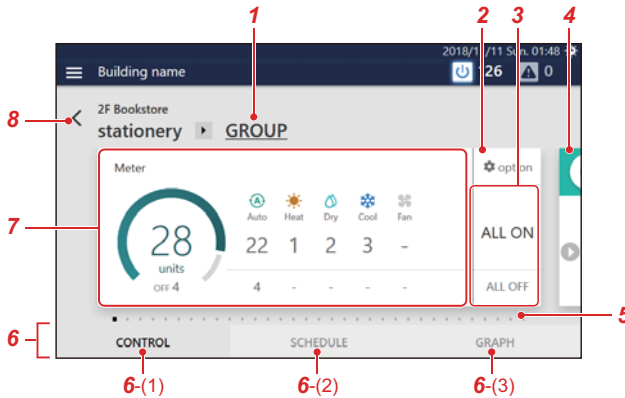 1 2 3 4
2018/11/11 Sun. 01:48
Building name 126 0
2F Bookstore
8
stationery GROUP
Meter option
Auto Heat Dry Cool Fan
7
28 22 1 2 3 - ALL ON
units
OFF 4 4 - - - - ALL OFF
5
6 CONTROL SCHEDULE GRAPH
6-(1) 6-(2) 6-(3)